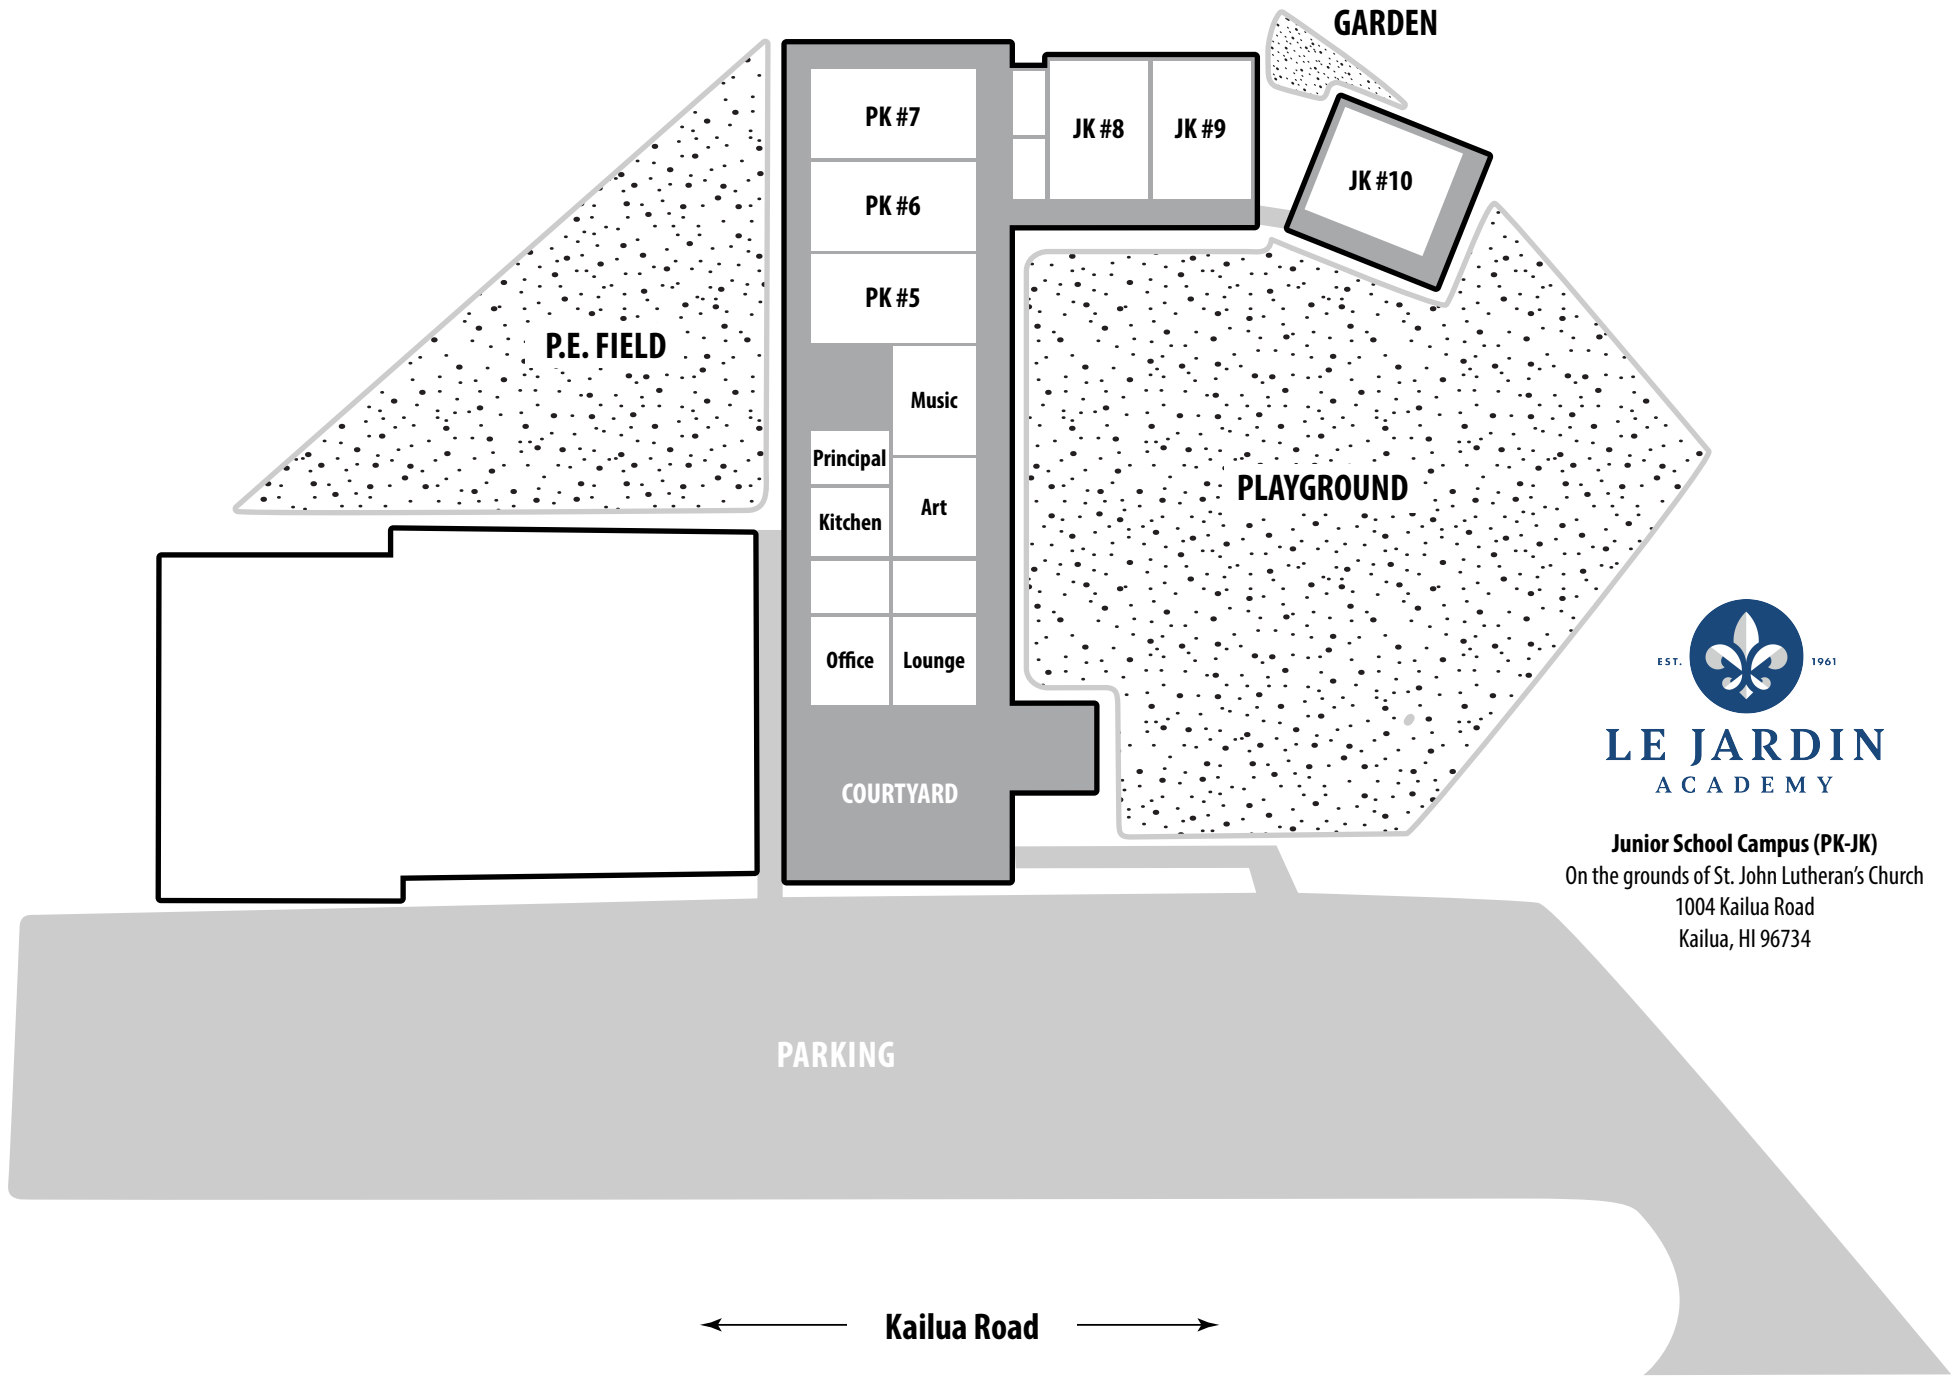 GARDEN
PK #7
JK #8
JK #9
JK #10
PK #6
PK #5
P.E. FIELD
Music
Principal
PLAYGROUND
Art
Kitchen
Office
Lounge
COURTYARD
EST.
1961
LE JARDIN
ACADEMY
Junior School Campus (PK-JK)
On the grounds of St. John Lutheran's Church
1004 Kailua Road
Kailua, HI 96734
PARKING
Kailua Road